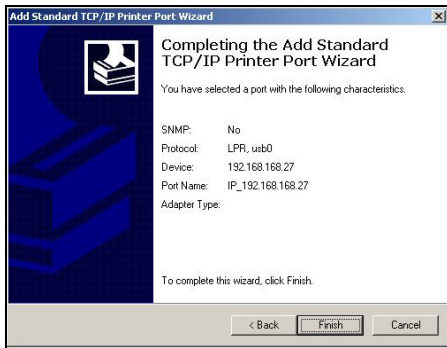 Add Standard TCP/IP Printer Port Wizard
Completing the Add Standard
TCP/IP Printer Port Wizard
You have selected a port with the following characteristics.
SNMP: No
Protocol: LPR, usb0
Device: 192.168.168.27
Port Name: IP_192.168.168.27
Adapter Type:
To complete this wizard, click Finish.
< Back Finish Cancel